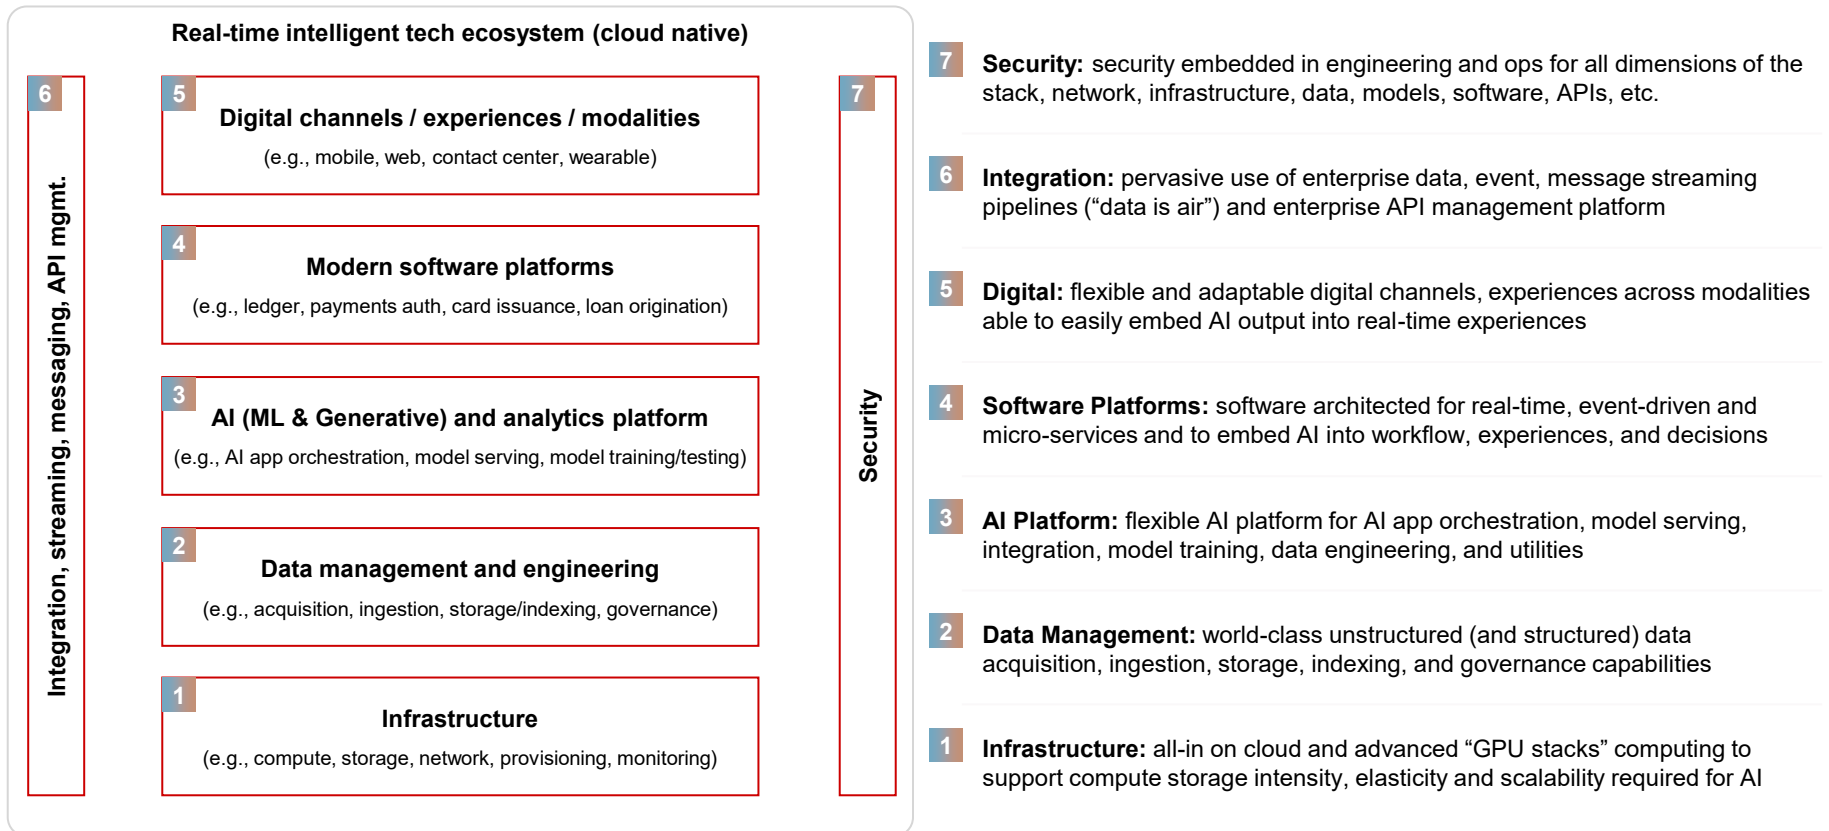 Real-time intelligent tech ecosystem (cloud native)
6
Integration, streaming, messaging, API mgmt.
5
Digital channels / experiences / modalities
(e.g., mobile, web, contact center, wearable)
4
Modern software platforms
(e.g., ledger, payments auth, card issuance, loan origination)
3
AI (ML & Generative) and analytics platform
(e.g., AI app orchestration, model serving, model training/testing)
2
Data management and engineering
(e.g., acquisition, ingestion, storage/indexing, governance)
1
Infrastructure
(e.g., compute, storage, network, provisioning, monitoring)
7
Security
7
Security: security embedded in engineering and ops for all dimensions of the
stack, network, infrastructure, data, models, software, APIs, etc.
6
Integration: pervasive use of enterprise data, event, message streaming
pipelines (“data is air”) and enterprise API management platform
5
Digital: flexible and adaptable digital channels, experiences across modalities
able to easily embed AI output into real-time experiences
4
Software Platforms: software architected for real-time, event-driven and
micro-services and to embed AI into workflow, experiences, and decisions
3
AI Platform: flexible AI platform for AI app orchestration, model serving,
integration, model training, data engineering, and utilities
2
Data Management: world-class unstructured (and structured) data
acquisition, ingestion, storage, indexing, and governance capabilities
1
Infrastructure: all-in on cloud and advanced “GPU stacks” computing to
support compute storage intensity, elasticity and scalability required for AI